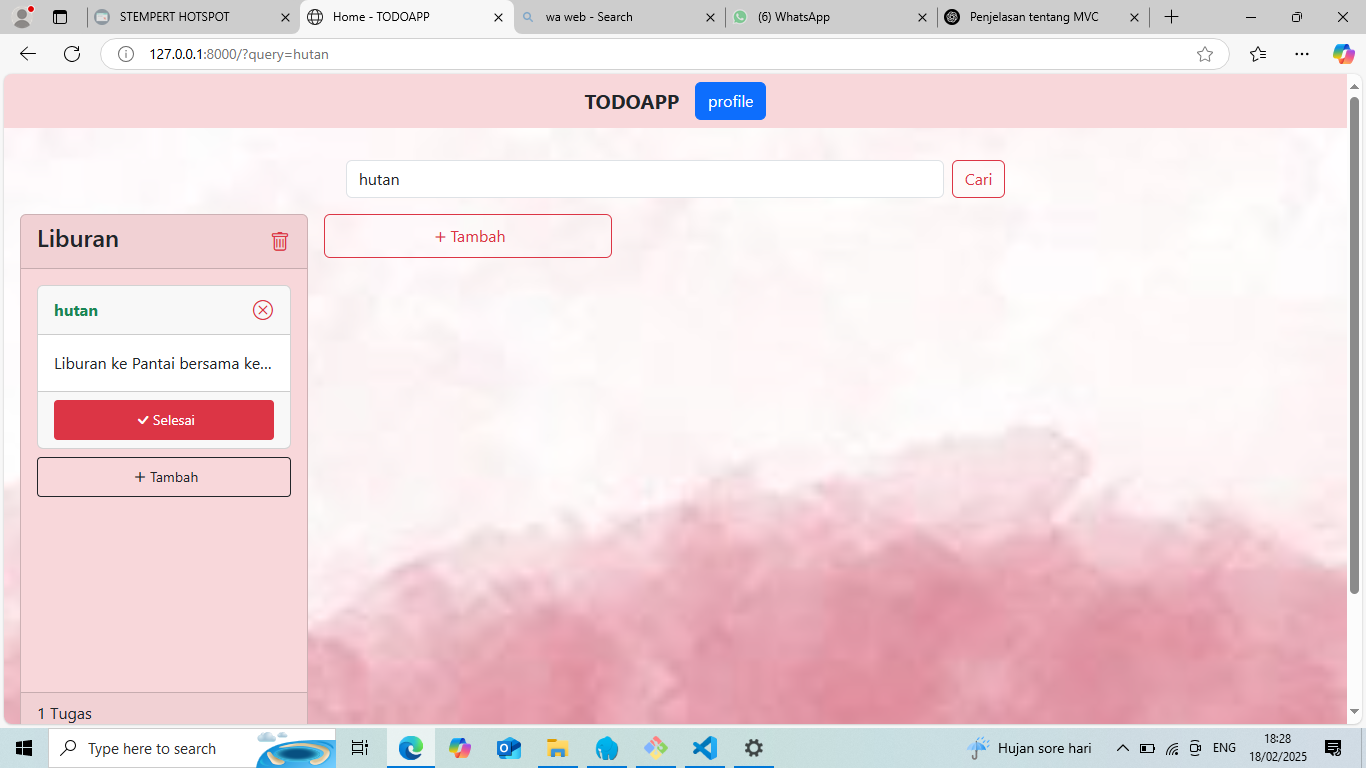 STEMPERT HOTSPOT
Home - TODOAPP
wa web - Search
(6) WhatsApp
Penjelasan tentang MVC
127.0.0.1:8000/?query=hutan
TODOAPP profile
hutan Cari
Liburan
+ Tambah
hutan
Liburan ke Pantai bersama ke...
Selesai
+ Tambah
1 Tugas
Type here to search
Hujan sore hari
ENG
18:28
18/02/2025